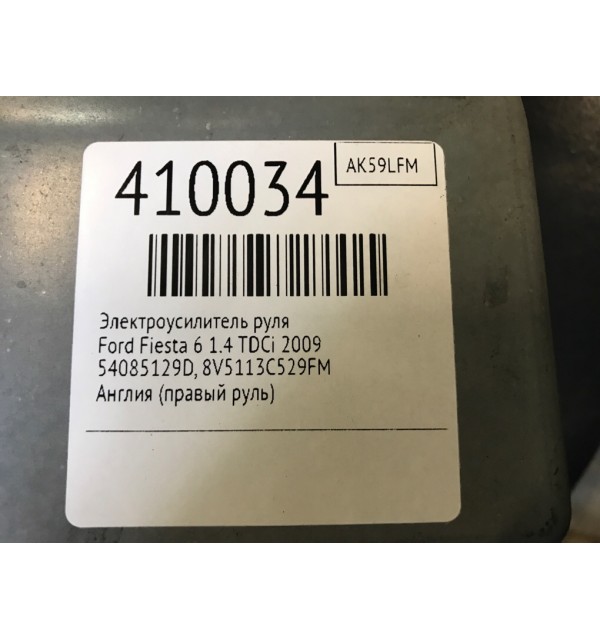 410034
AK59LFM
Электроусилитель руля
Ford Fiesta 6 1.4 TDCi 2009
54085129D, 8V5113C529FM
Англия (правый руль)